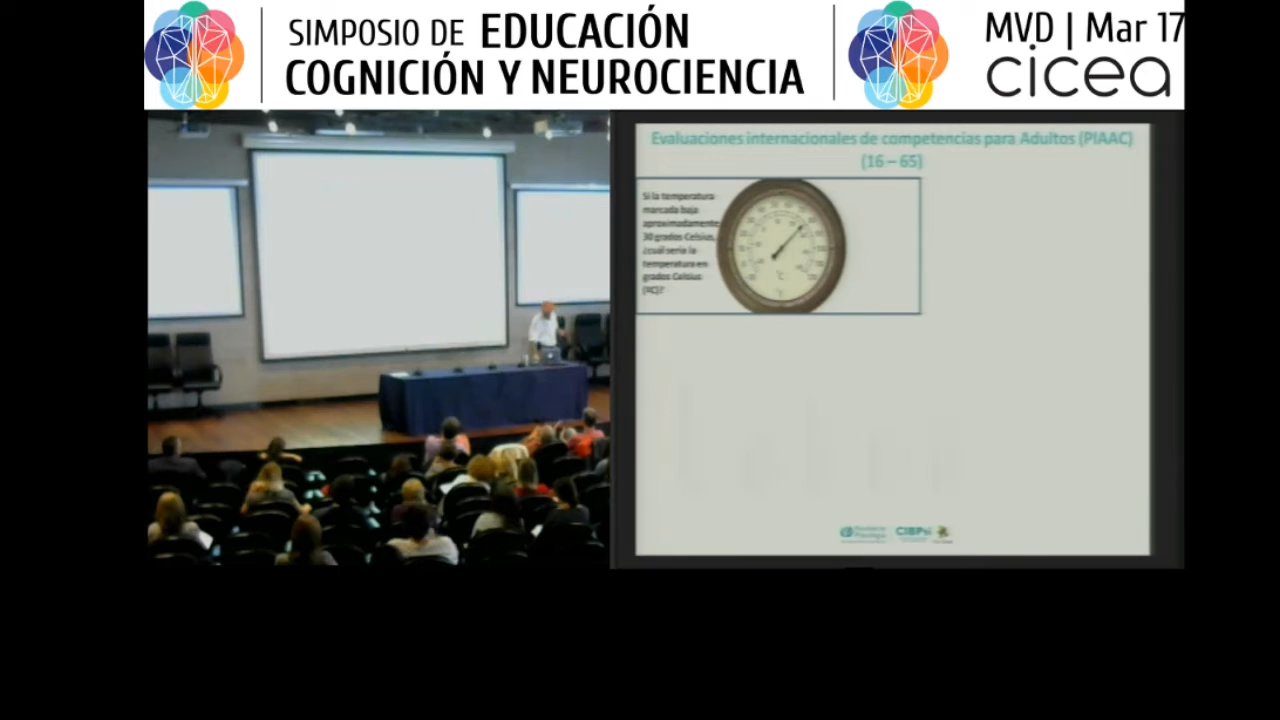 SIMPOSIO DE EDUCACIÓN
COGNICIÓN Y NEUROCIENCIA
MVD | Mar 17
cicea
Evaluaciones internacionales de competencias para Adultos (PIAAC)
(16 – 65)
Si la temperatura
marcada baja
aproximadamente
30 grados Celsius,
¿cuál sería la
temperatura en
grados Celsius
(ºC)?
°C
CIBPsi